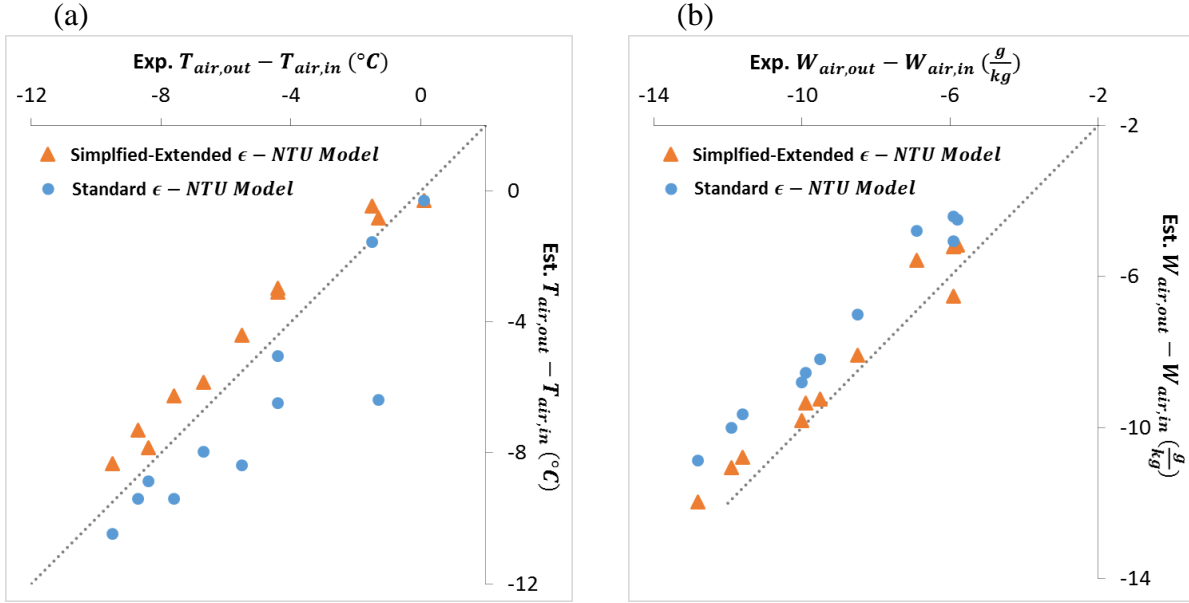 (a)
Exp. T_air,out − T_air,in (°C)
-12 -8 -4 0
Simplfied-Extended ϵ − NTU Model
Standard ϵ − NTU Model
0
-4
-8
-12
Est. T_air,out − T_air,in (°C)
(b)
Exp. W_air,out − W_air,in (g/kg)
-14 -10 -6 -2
Simplfied-Extended ϵ − NTU Model
Standard ϵ − NTU Model
-2
-6
-10
-14
Est. W_air,out − W_air,in (g/kg)